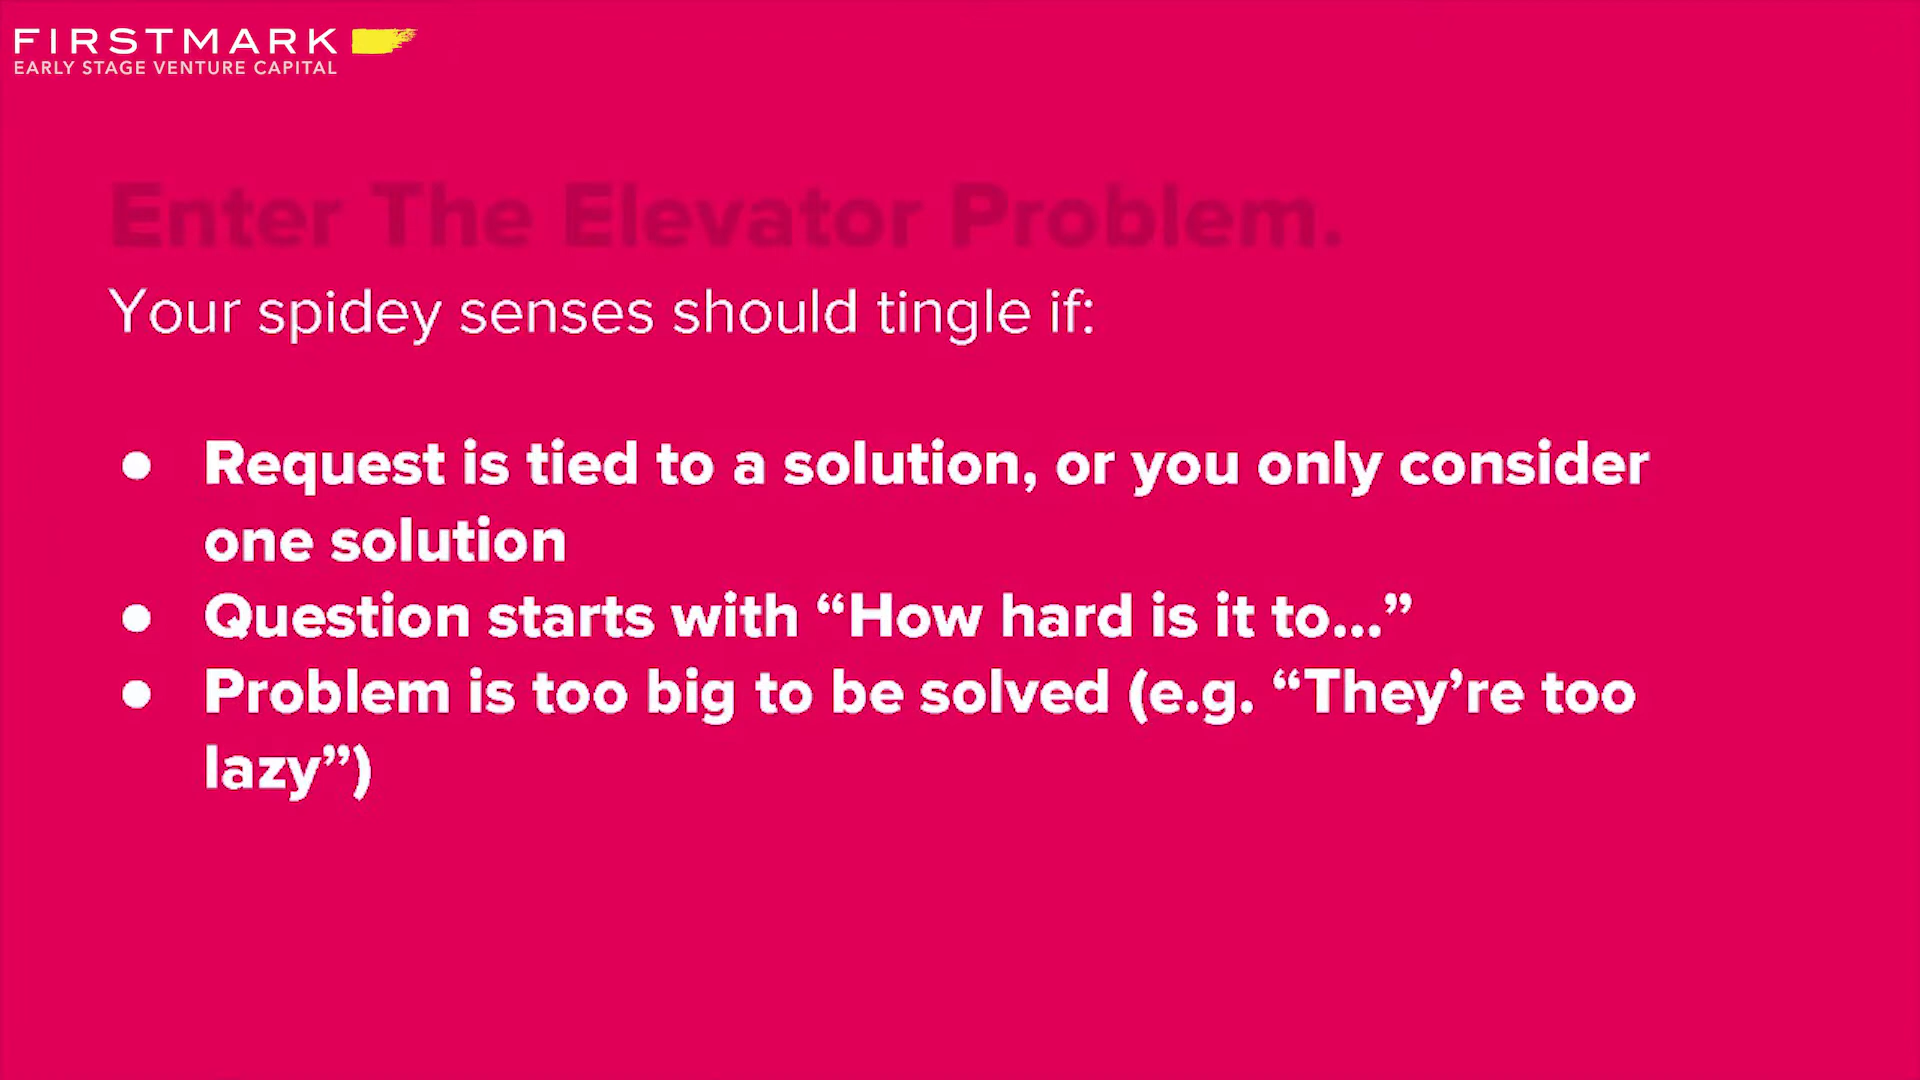 FIRSTMARK
EARLY STAGE VENTURE CAPITAL
Enter The Elevator Problem.
Your spidey senses should tingle if:
● Request is tied to a solution, or you only consider
one solution
● Question starts with “How hard is it to...”
● Problem is too big to be solved (e.g. “They’re too
lazy”)